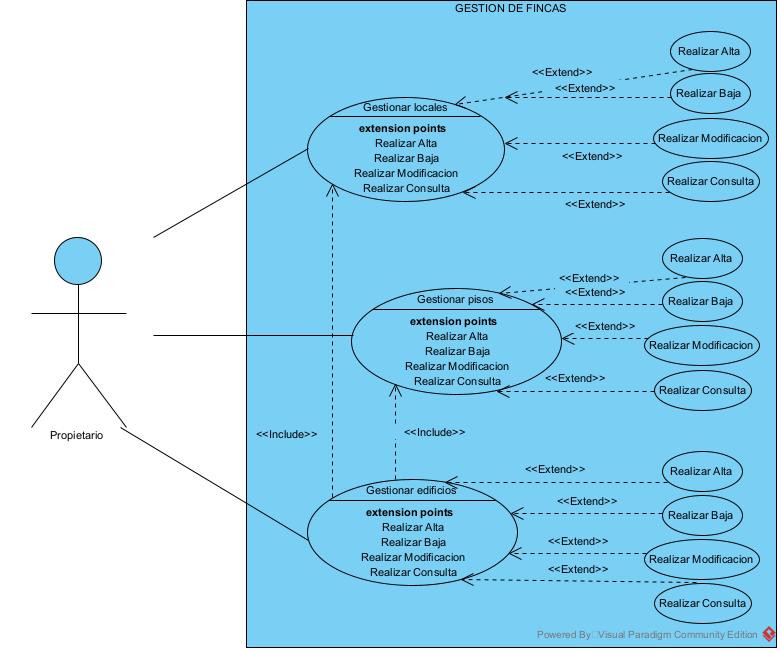 GESTION DE FINCAS
Realizar Alta
<<Extend>>
<<Extend>>
Realizar Baja
Gestionar locales
extension points
Realizar Alta
Realizar Baja
Realizar Modificacion
Realizar Consulta
Realizar Modificacion
<<Extend>>
Realizar Consulta
<<Extend>>
Realizar Alta
<<Extend>>
<<Extend>>
Realizar Baja
Gestionar pisos
extension points
Realizar Alta
Realizar Baja
Realizar Modificacion
Realizar Consulta
<<Extend>>
Realizar Modificacion
<<Extend>>
Realizar Consulta
Propietario
<<Include>>
<<Include>>
<<Extend>>
Realizar Alta
Gestionar edificios
extension points
Realizar Alta
Realizar Baja
Realizar Modificacion
Realizar Consulta
<<Extend>>
Realizar Baja
<<Extend>>
Realizar Modificacion
<<Extend>>
Realizar Consulta
Powered By Visual Paradigm Community Edition